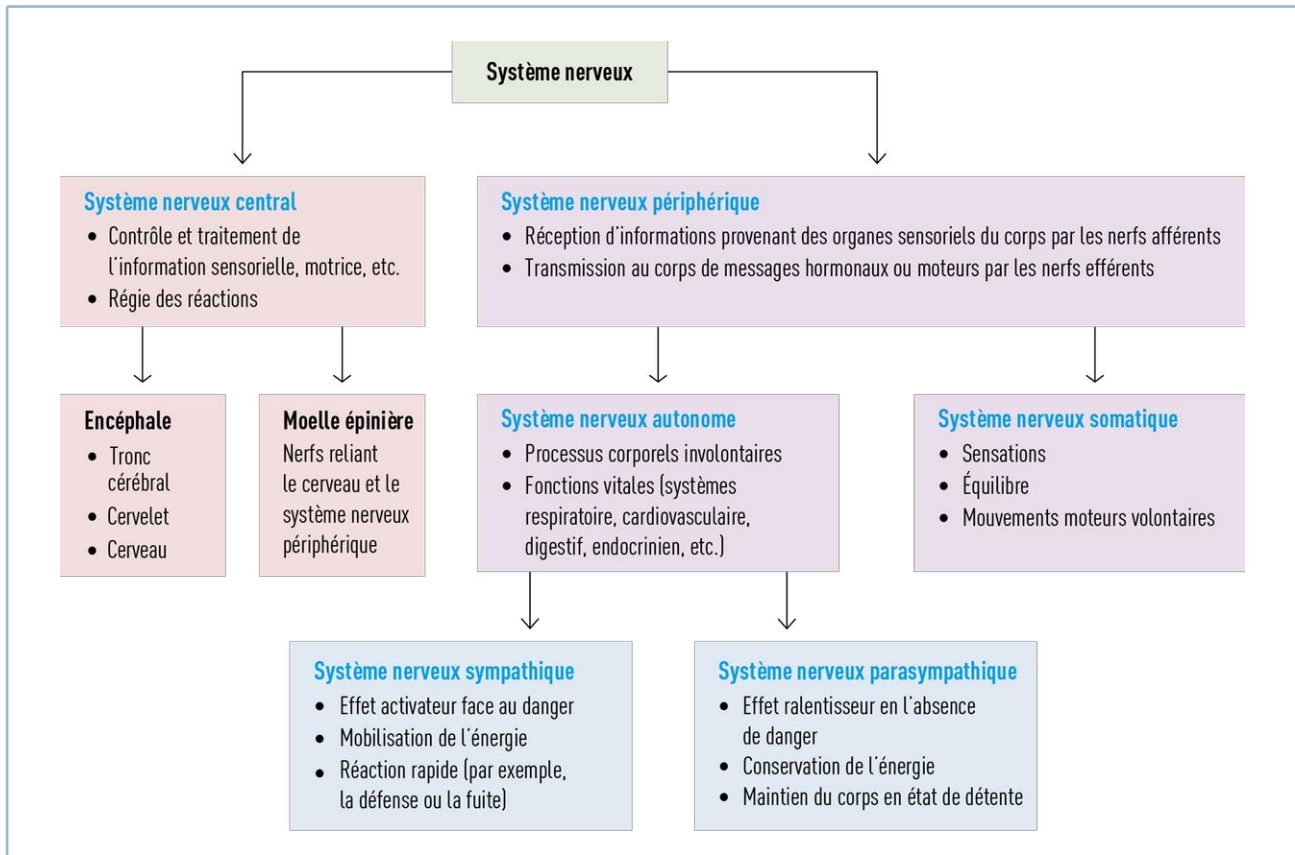 Système nerveux
Système nerveux central
• Contrôle et traitement de
l'information sensorielle, motrice, etc.
• Régie des réactions
Système nerveux périphérique
• Réception d'informations provenant des organes sensoriels du corps par les nerfs afférents
• Transmission au corps de messages hormonaux ou moteurs par les nerfs efférents
Encéphale
• Tronc
cérébral
• Cervelet
• Cerveau
Moelle épinière
Nerfs reliant
le cerveau et le
système nerveux
périphérique
Système nerveux autonome
• Processus corporels involontaires
• Fonctions vitales (systèmes
respiratoire, cardiovasculaire,
digestif, endocrinien, etc.)
Système nerveux somatique
• Sensations
• Équilibre
• Mouvements moteurs volontaires
Système nerveux sympathique
• Effet activateur face au danger
• Mobilisation de l'énergie
• Réaction rapide (par exemple,
la défense ou la fuite)
Système nerveux parasympathique
• Effet ralentisseur en l'absence
de danger
• Conservation de l'énergie
• Maintien du corps en état de détente